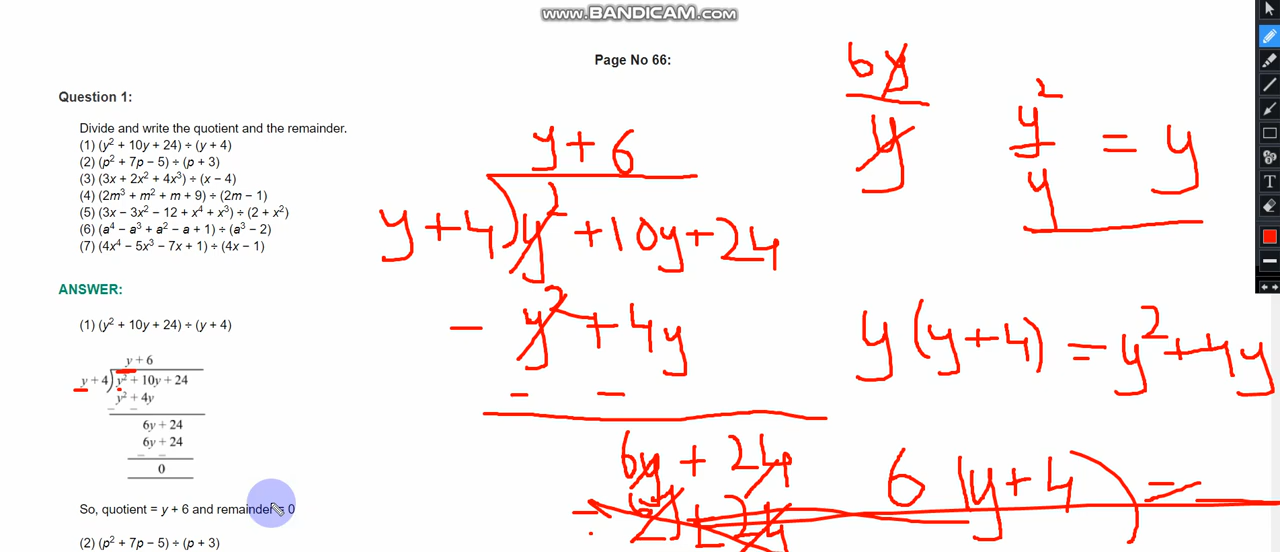 www.BANDICAM.com
Page No 66:
Question 1:
Divide and write the quotient and the remainder.
(1) (y² + 10y + 24) ÷ (y + 4)
(2) (p² + 7p − 5) ÷ (p + 3)
(3) (3x + 2x² + 4x³) ÷ (x − 4)
(4) (2m³ + m² + m + 9) ÷ (2m − 1)
(5) (3x − 3x² − 12 + x⁴ + x³) ÷ (2 + x²)
(6) (a⁴ − a³ + a² − a + 1) ÷ (a³ − 2)
(7) (4x⁴ − 5x³ − 7x + 1) ÷ (4x − 1)
ANSWER:
(1) (y² + 10y + 24) ÷ (y + 4)
y + 6
y + 4) y² + 10y + 24
y² + 4y
− −
6y + 24
6y + 24
− −
0
So, quotient = y + 6 and remainder = 0
(2) (p² + 7p − 5) ÷ (p + 3)
y + 6
y + 4) y² + 10y + 24
− y² + 4y
− −
6y + 24
− 6y + 24
6y
y
y²
y
= y
y (y + 4) = y² + 4y
6 (y + 4) =
T